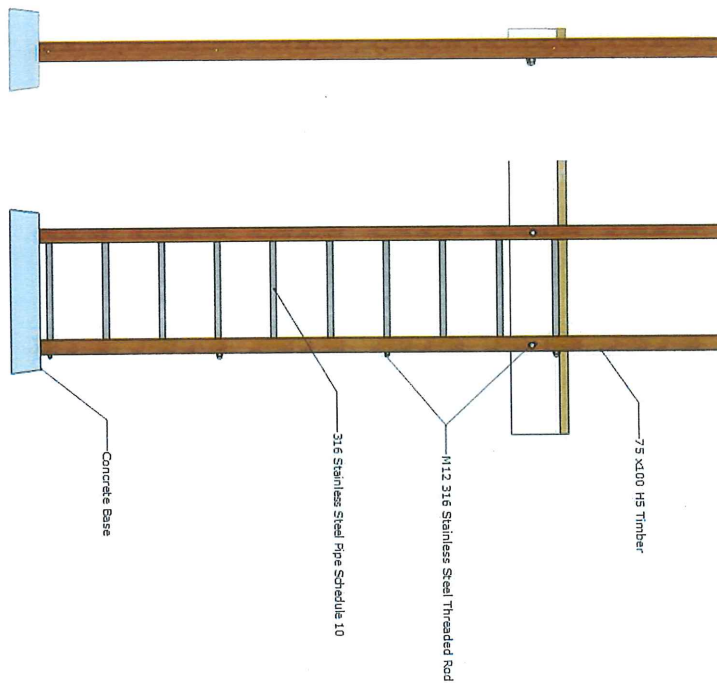 75 x100 H5 Timber
M12 316 Stainless Steel Threaded Rod
316 Stainless Steel Pipe Schedule 10
Concrete Base